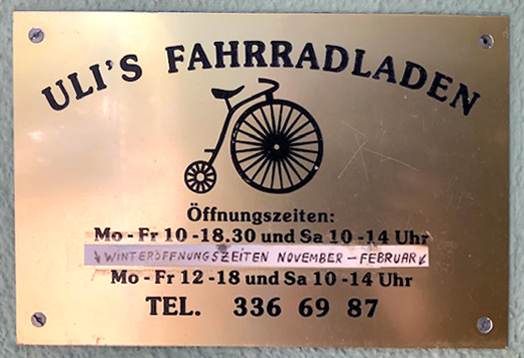 ULI'S FAHRRADLADEN
Öffnungszeiten:
Mo - Fr 10 - 18.30 und Sa 10 - 14 Uhr
↓ WINTERÖFFNUNGSZEITEN NOVEMBER – FEBRUAR ↓
Mo - Fr 12 - 18 und Sa 10 - 14 Uhr
TEL. 336 69 87